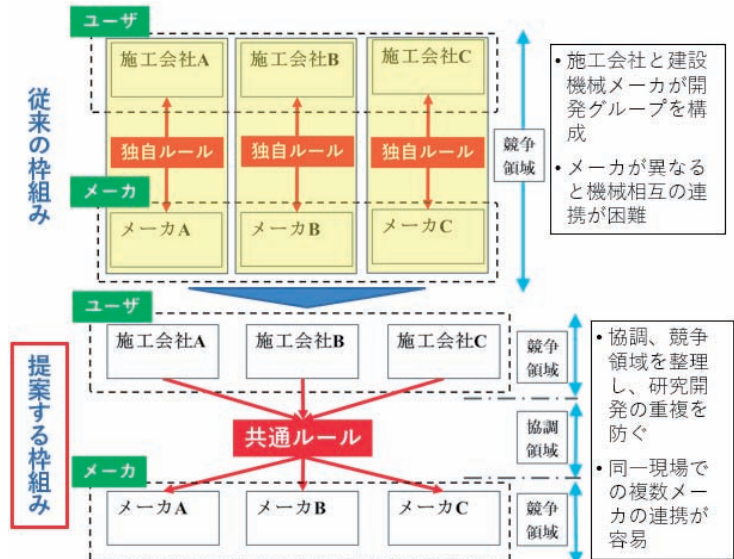 従来の枠組み
ユーザ
施工会社A
施工会社B
施工会社C
独自ルール
独自ルール
独自ルール
メーカ
メーカA
メーカB
メーカC
競争
領域
• 施工会社と建設
機械メーカが開
発グループを構
成
• メーカが異なる
と機械相互の連
携が困難
提案する枠組み
ユーザ
施工会社A
施工会社B
施工会社C
共通ルール
メーカ
メーカA
メーカB
メーカC
競争
領域
協調
領域
競争
領域
• 協調、競争
領域を整理
し、研究開
発の重複を
防ぐ
• 同一現場で
の複数メー
カの連携が
容易